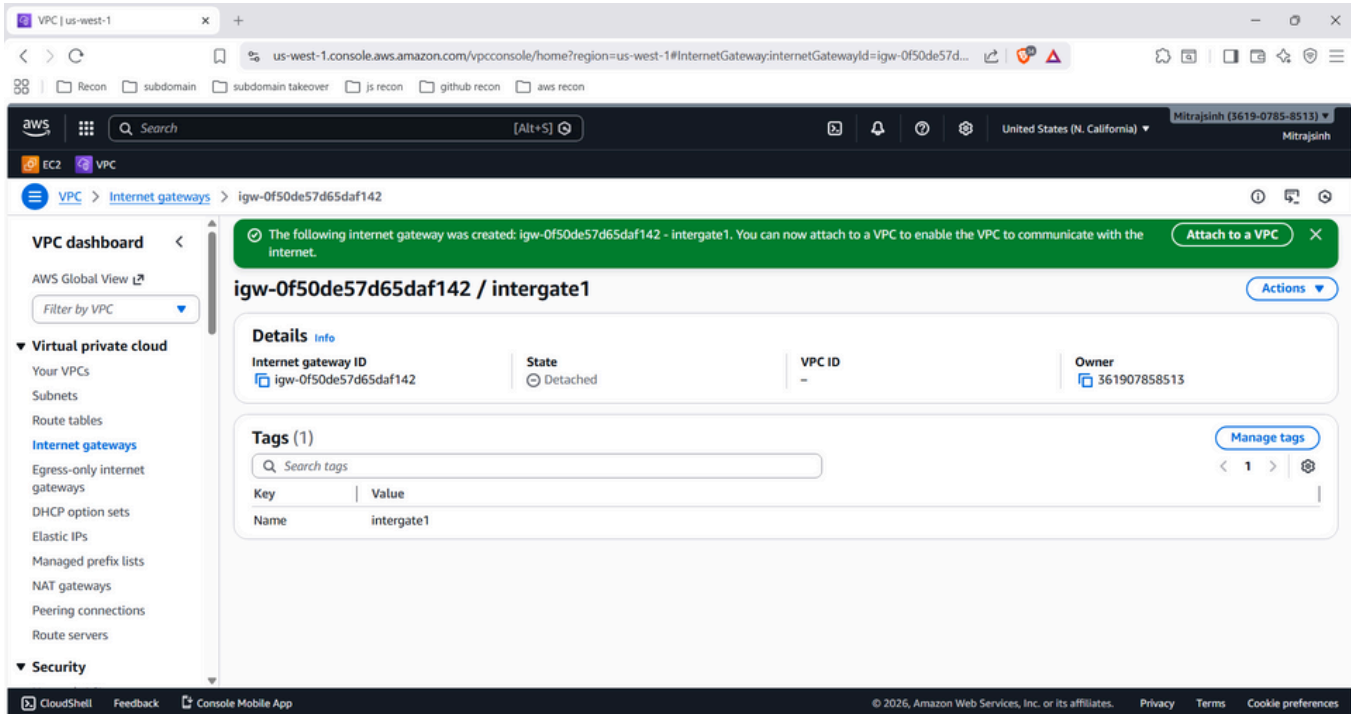 VPC | us-west-1
us-west-1.console.aws.amazon.com/vpcconsole/home?region=us-west-1#InternetGateway:internetGatewayId=igw-0f50de57d...
Recon subdomain subdomain takeover js recon github recon aws recon
aws Search [Alt+S] United States (N. California) Mitrajsinh (3619-0785-8513)
Mitrajsinh
EC2 VPC
VPC > Internet gateways > igw-0f50de57d65daf142
VPC dashboard
AWS Global View
Filter by VPC
Virtual private cloud
Your VPCs
Subnets
Route tables
Internet gateways
Egress-only internet
gateways
DHCP option sets
Elastic IPs
Managed prefix lists
NAT gateways
Peering connections
Route servers
Security
The following internet gateway was created: igw-0f50de57d65daf142 - intergate1. You can now attach to a VPC to enable the VPC to communicate with the
internet.
Attach to a VPC
igw-0f50de57d65daf142 / intergate1
Actions
Details Info
Internet gateway ID State VPC ID Owner
igw-0f50de57d65daf142 Detached – 361907858513
Tags (1)
Manage tags
Search tags
1
Key Value
Name intergate1
CloudShell Feedback Console Mobile App © 2026, Amazon Web Services, Inc. or its affiliates. Privacy Terms Cookie preferences